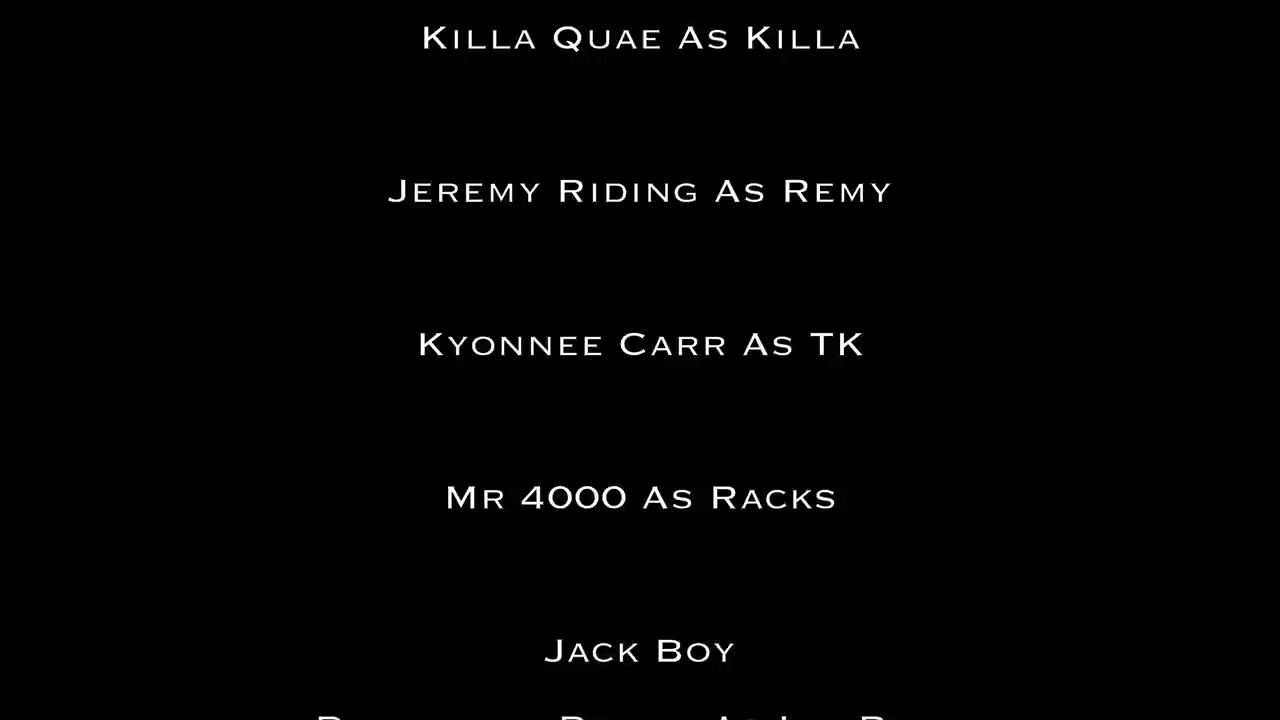 Killa Quae As Killa
Jeremy Riding As Remy
Kyonnee Carr As TK
Mr 4000 As Racks
Jack Boy